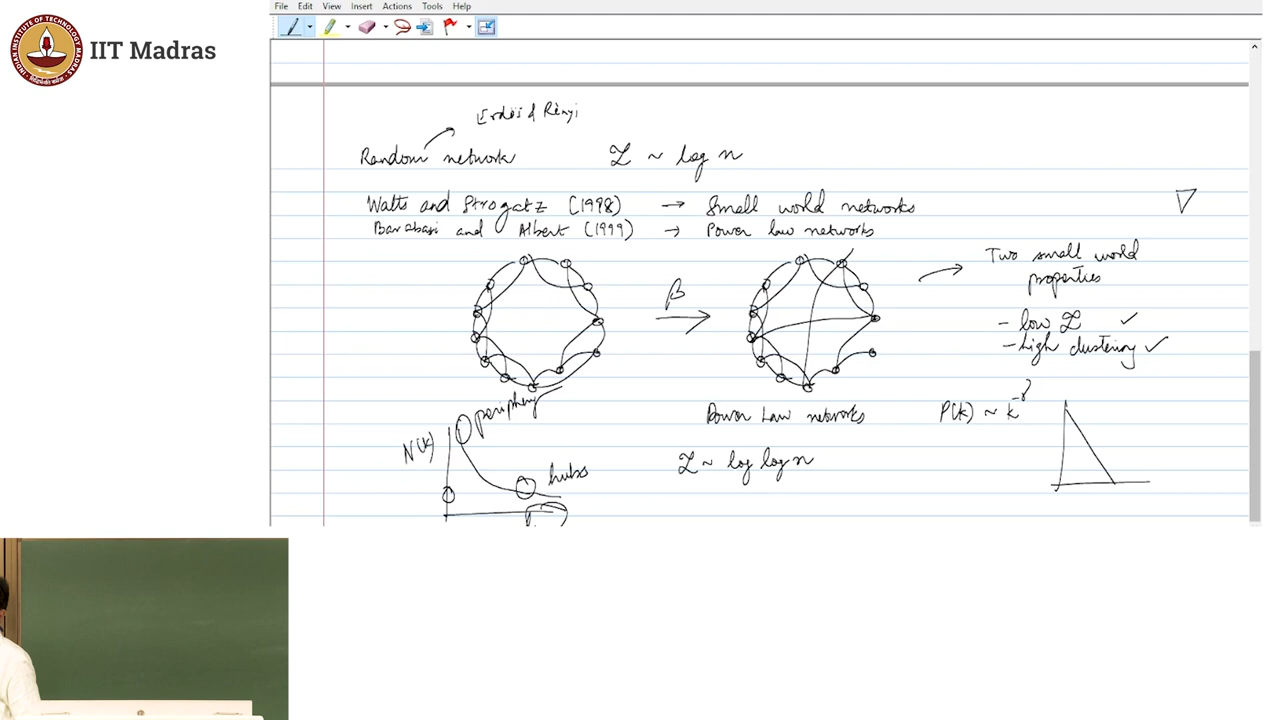 IIT Madras
File Edit View Insert Actions Tools Help
Erdös & Rènyi
Random network L ~ log n
Watts and Strogatz (1998) → Small world networks
Barabasi and Albert (1999) → Power law networks
β
Two small world
properties
- low L ✓
- high clustering ✓
periphery
Power Law networks P(k) ~ k^-γ
N(k)
hubs
L ~ log log n